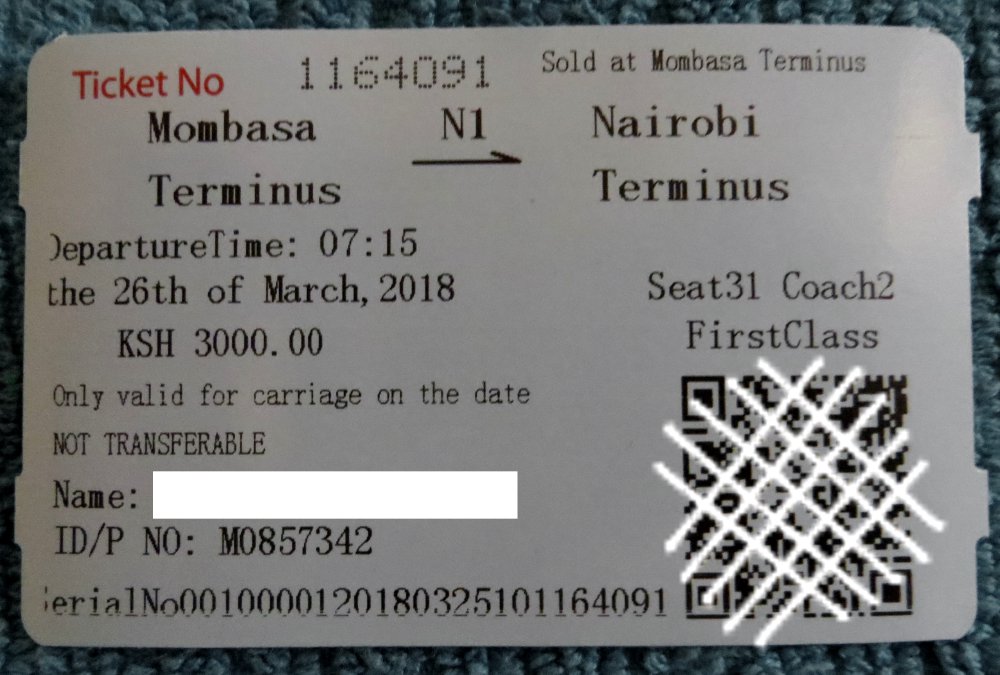 Ticket No 1164091 Sold at Mombasa Terminus
Mombasa N1 Nairobi
Terminus Terminus
DepartureTime: 07:15
the 26th of March,2018 Seat31 Coach2
KSH 3000.00 FirstClass
Only valid for carriage on the date
NOT TRANSFERABLE
Name:
ID/P NO: M0857342
SerialNo001000012018032510​1164091